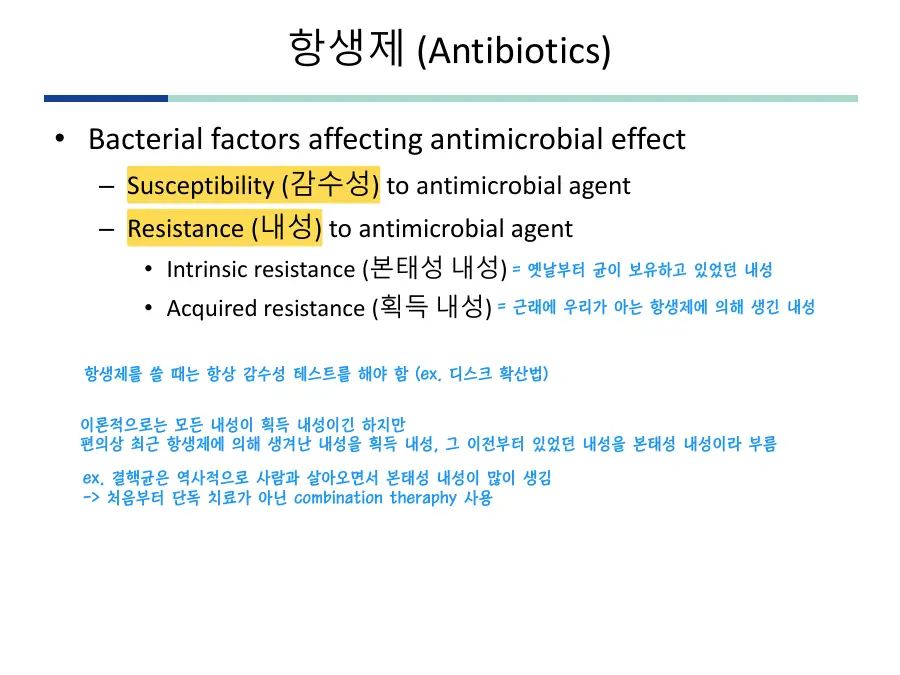 항생제 (Antibiotics)
• Bacterial factors affecting antimicrobial effect
– Susceptibility (감수성) to antimicrobial agent
– Resistance (내성) to antimicrobial agent
• Intrinsic resistance (본태성 내성) = 옛날부터 균이 보유하고 있었던 내성
• Acquired resistance (획득 내성) = 근래에 우리가 아는 항생제에 의해 생긴 내성
항생제를 쓸 때는 항상 감수성 테스트를 해야 함 (ex. 디스크 확산법)
이론적으로는 모든 내성이 획득 내성이긴 하지만
편의상 최근 항생제에 의해 생겨난 내성을 획득 내성, 그 이전부터 있었던 내성을 본태성 내성이라 부름
ex. 결핵균은 역사적으로 사람과 살아오면서 본태성 내성이 많이 생김
-> 처음부터 단독 치료가 아닌 combination theraphy 사용